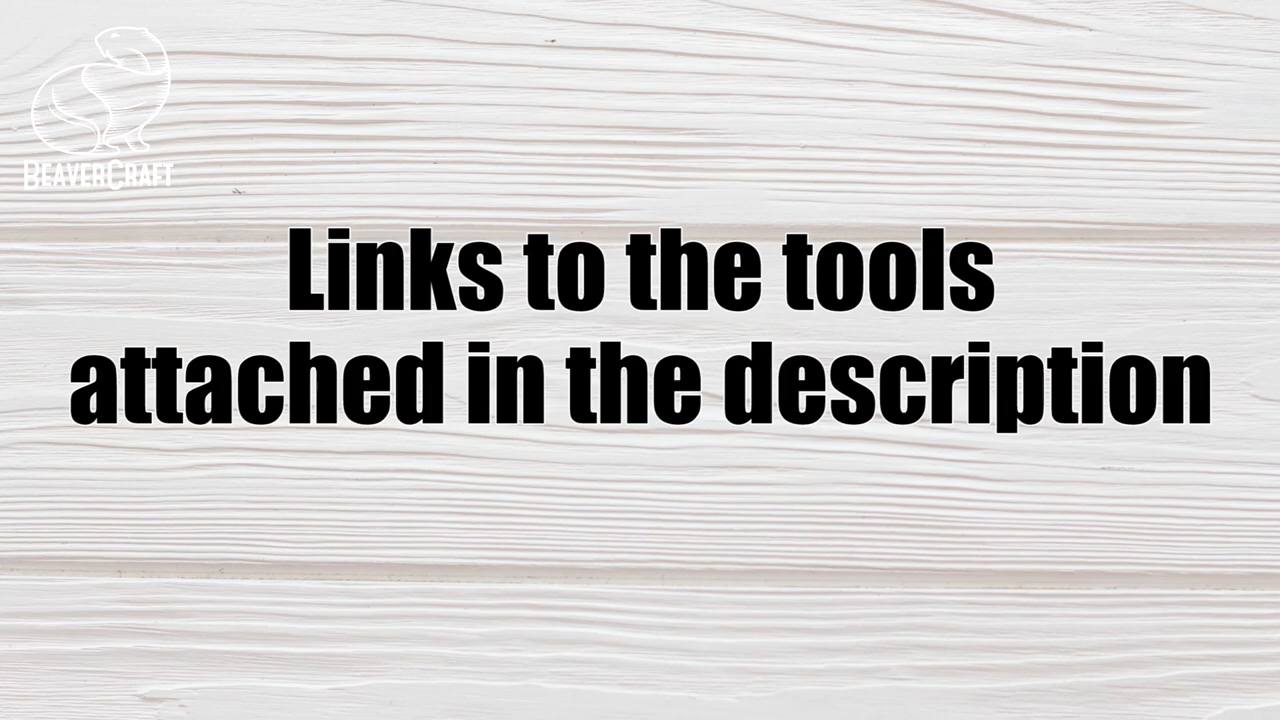 BEAVERCRAFT
Links to the tools
attached in the description